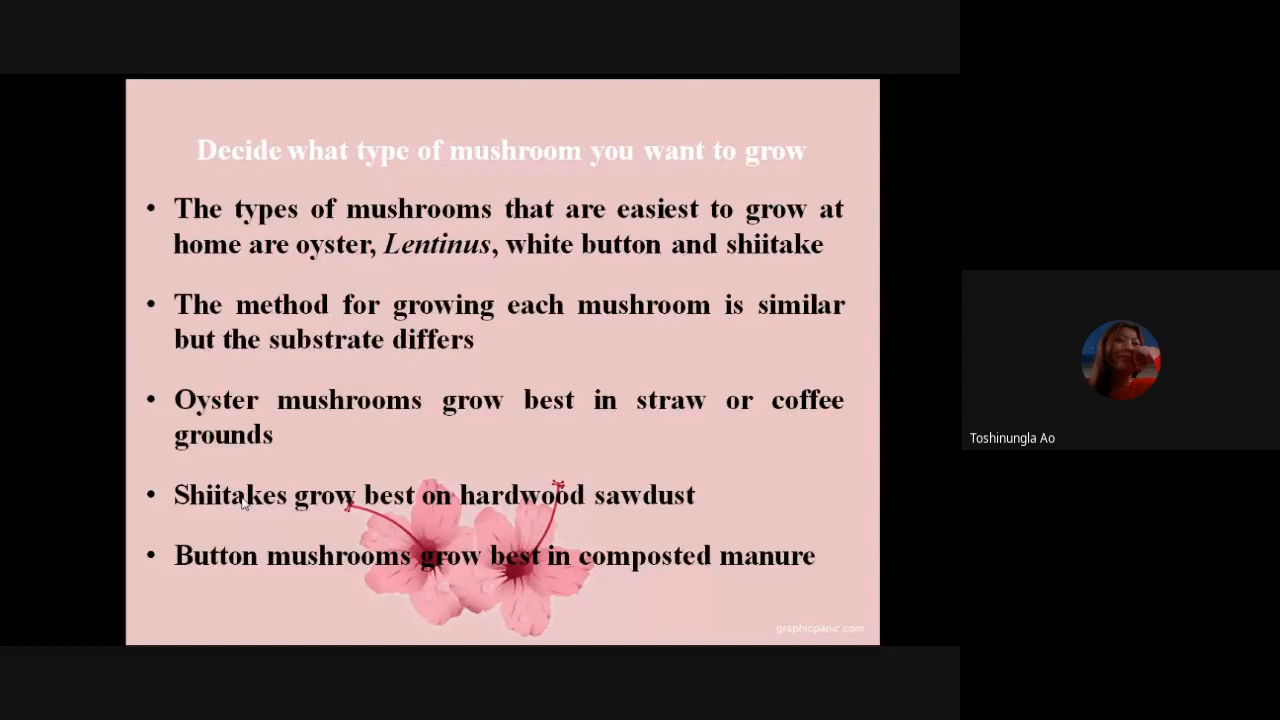 Decide what type of mushroom you want to grow
• The types of mushrooms that are easiest to grow at
home are oyster, Lentinus, white button and shiitake
• The method for growing each mushroom is similar
but the substrate differs
• Oyster mushrooms grow best in straw or coffee
grounds
• Shiitakes grow best on hardwood sawdust
• Button mushrooms grow best in composted manure
graphicpanic.com
Toshinungla Ao